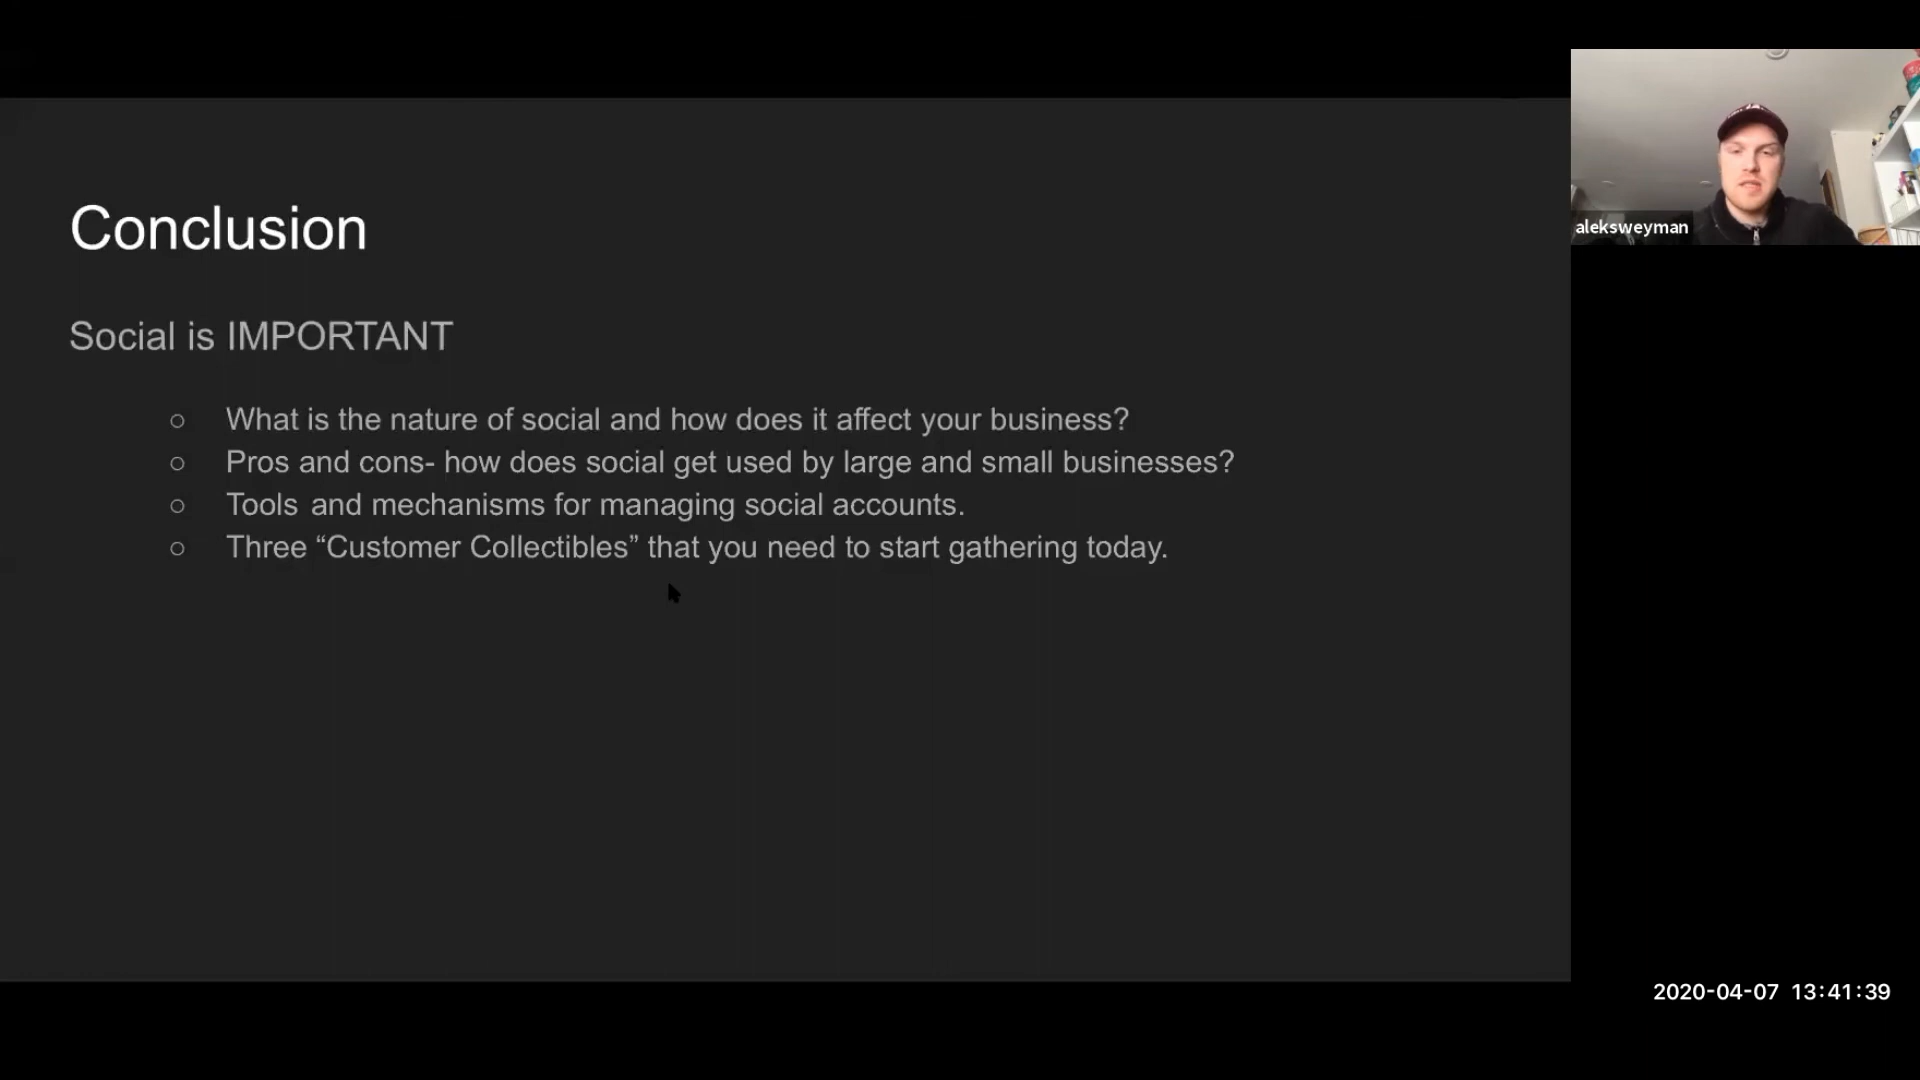 Conclusion
Social is IMPORTANT
○ What is the nature of social and how does it affect your business?
○ Pros and cons- how does social get used by large and small businesses?
○ Tools and mechanisms for managing social accounts.
○ Three “Customer Collectibles” that you need to start gathering today.
aleksweyman
2020-04-07 13:41:39